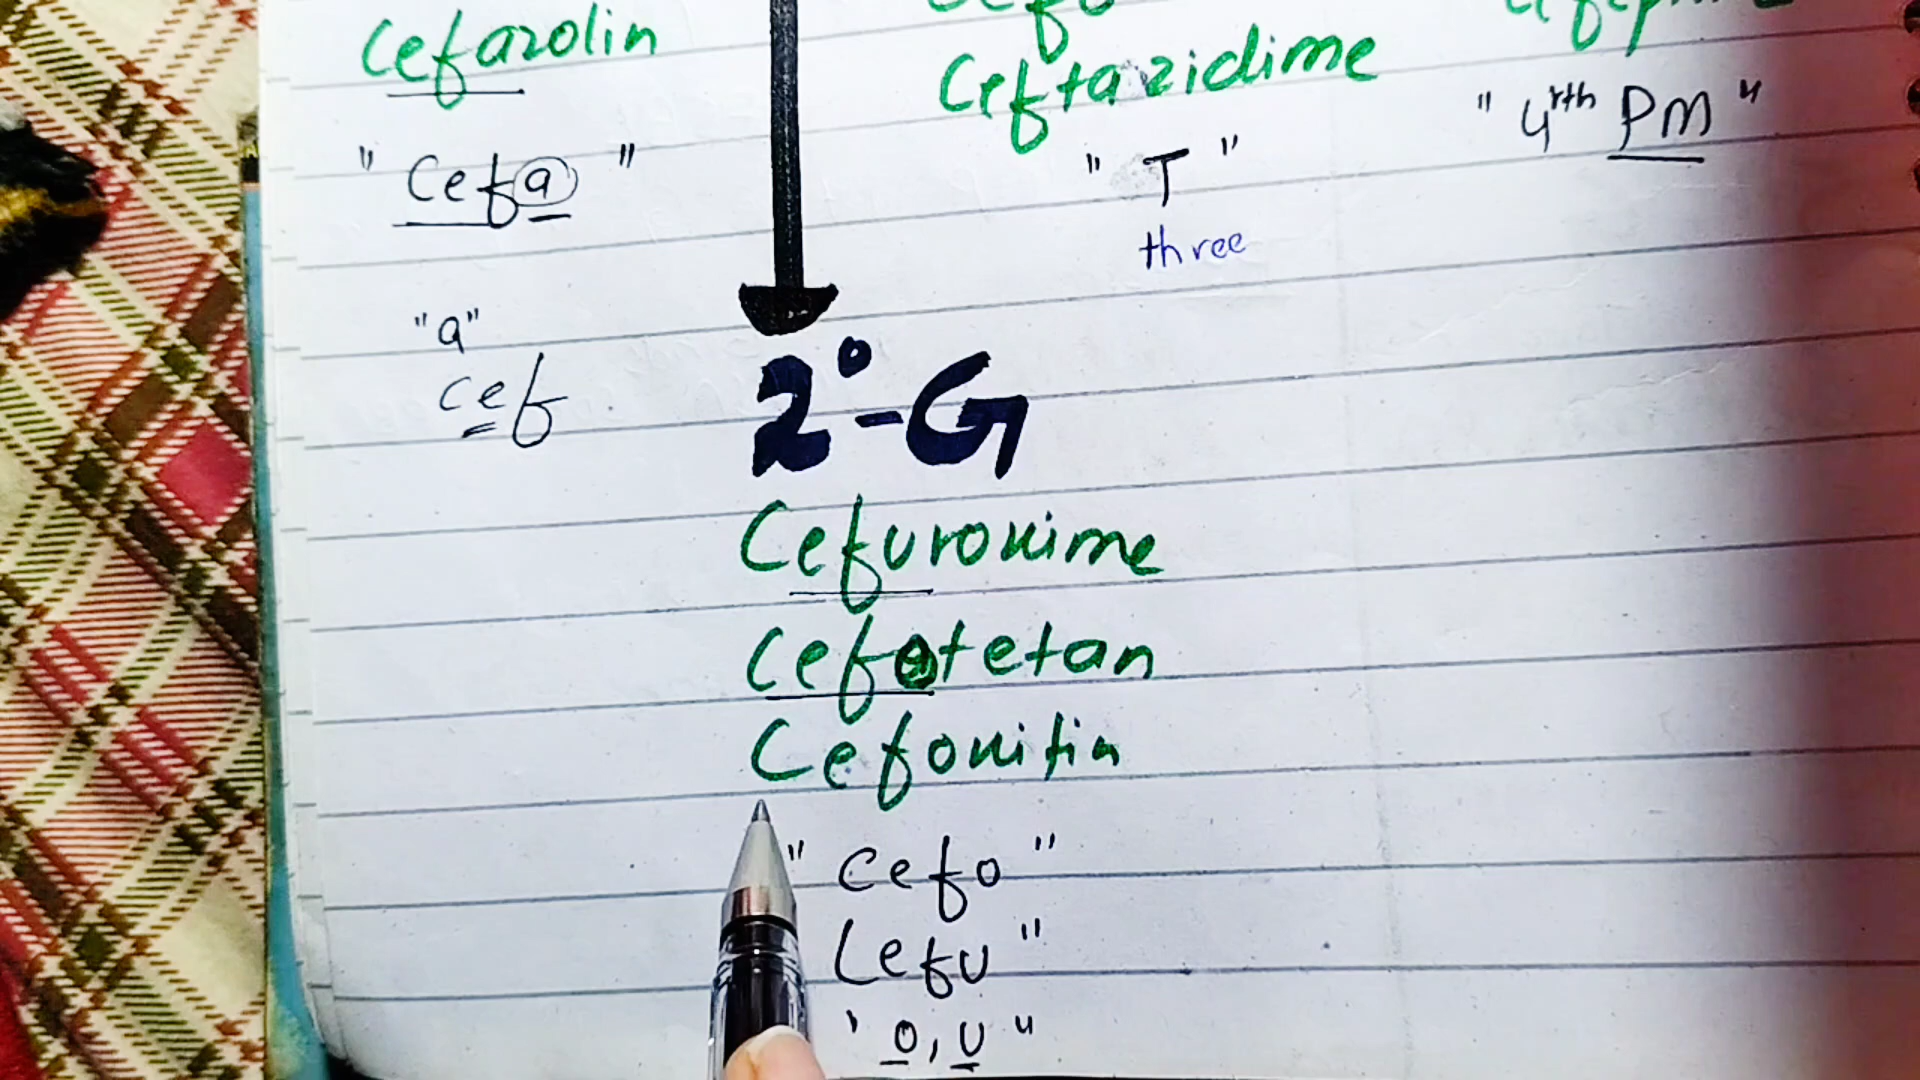 Cefazolin
" Cefa "
"a"
cef
Ceftazidime
" T "
three
" 4rth PM "
2°-G
Cefuroxime
Cefotetan
Cefoxitin
" Cefo
Cefu "
' o, u "